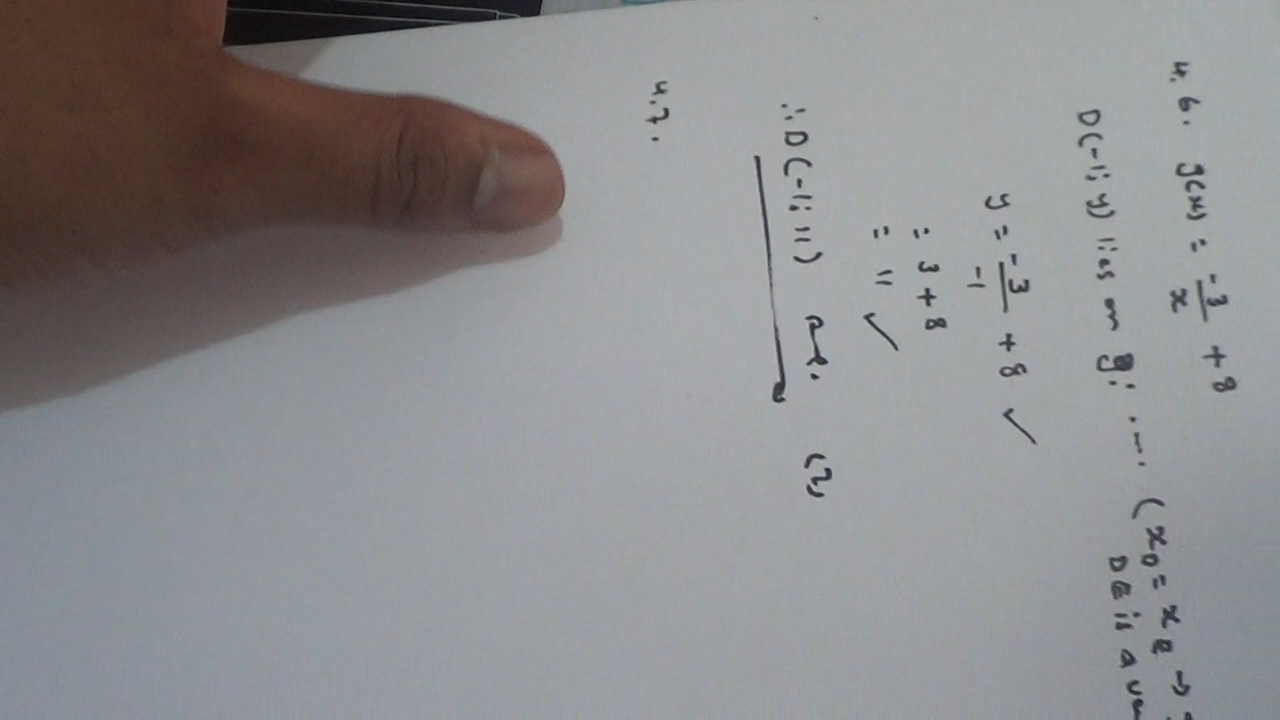 4.6. g(x) = -3/x + 8
D(-1; y) lies on g: .... (x_D = x_E →
DE is a
y = -3/-1 + 8 ✓
= 3 + 8
= 11 ✓
∴ D(-1; 11) (2)
4.7.